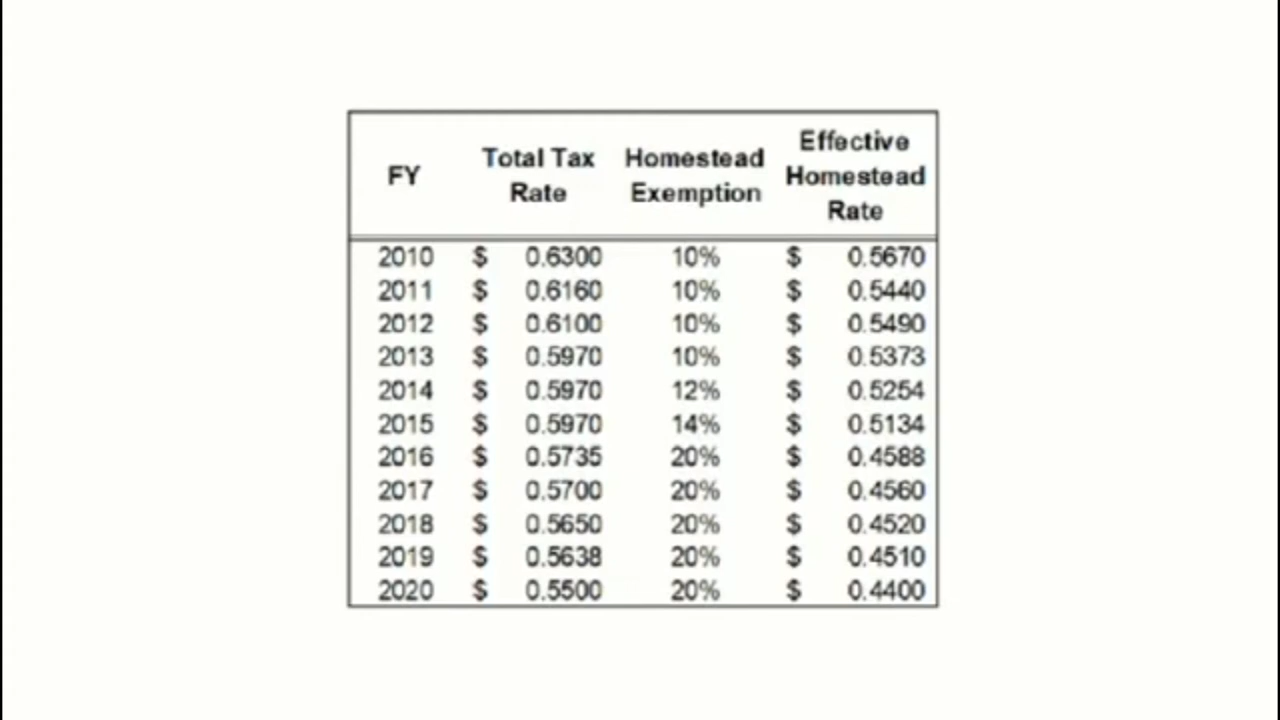 FY Total Tax Rate Homestead Exemption Effective Homestead Rate
2010 $ 0.6300 10% $ 0.5670
2011 $ 0.6160 10% $ 0.5440
2012 $ 0.6100 10% $ 0.5490
2013 $ 0.5970 10% $ 0.5373
2014 $ 0.5970 12% $ 0.5254
2015 $ 0.5970 14% $ 0.5134
2016 $ 0.5735 20% $ 0.4588
2017 $ 0.5700 20% $ 0.4560
2018 $ 0.5650 20% $ 0.4520
2019 $ 0.5638 20% $ 0.4510
2020 $ 0.5500 20% $ 0.4400